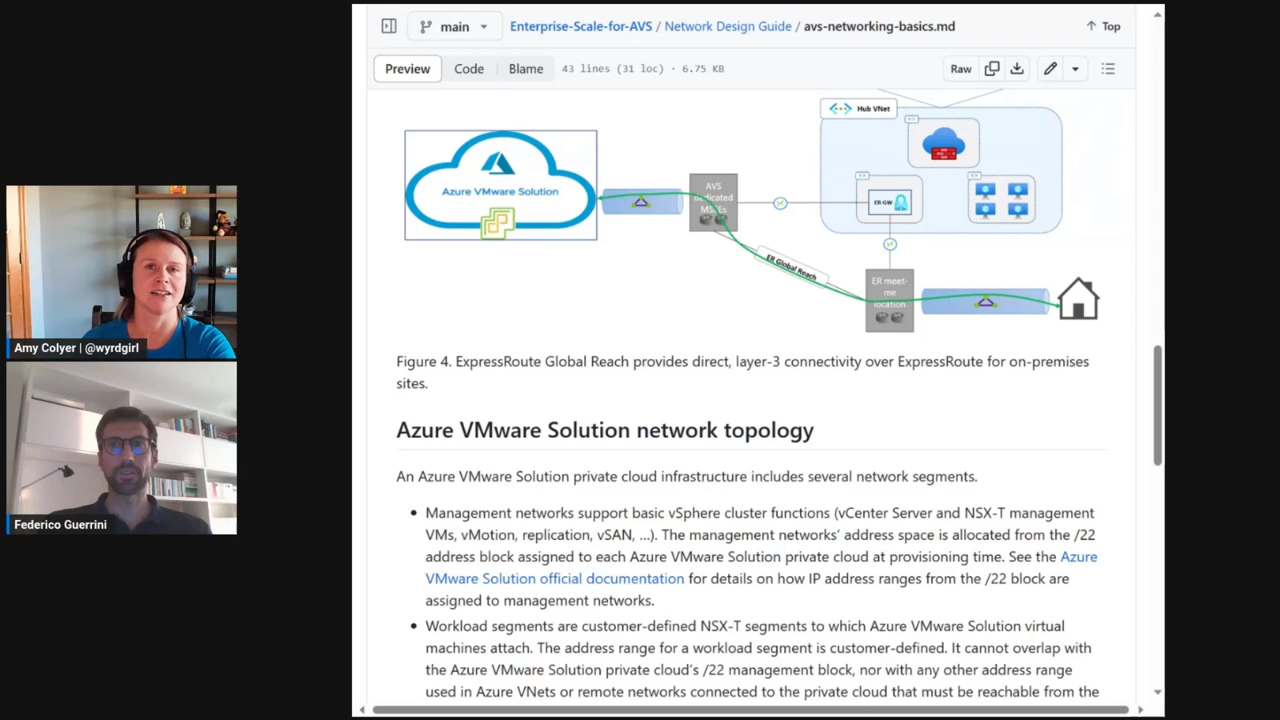 main
Enterprise-Scale-for-AVS / Network Design Guide / avs-networking-basics.md
Top
Preview
Code
Blame
43 lines (31 loc) · 6.75 KB
Raw
Hub VNet
Azure VMware Solution
AVS
dedicated
MSEEs
ER GW
ER Global Reach
ER meet-
me
location
Figure 4. ExpressRoute Global Reach provides direct, layer-3 connectivity over ExpressRoute for on-premises
sites.
Azure VMware Solution network topology
An Azure VMware Solution private cloud infrastructure includes several network segments.
• Management networks support basic vSphere cluster functions (vCenter Server and NSX-T management
VMs, vMotion, replication, vSAN, ...). The management networks' address space is allocated from the /22
address block assigned to each Azure VMware Solution private cloud at provisioning time. See the Azure
VMware Solution official documentation for details on how IP address ranges from the /22 block are
assigned to management networks.
• Workload segments are customer-defined NSX-T segments to which Azure VMware Solution virtual
machines attach. The address range for a workload segment is customer-defined. It cannot overlap with
the Azure VMware Solution private cloud's /22 management block, nor with any other address range
used in Azure VNets or remote networks connected to the private cloud that must be reachable from the
Amy Colyer | @wyrdgirl
Federico Guerrini